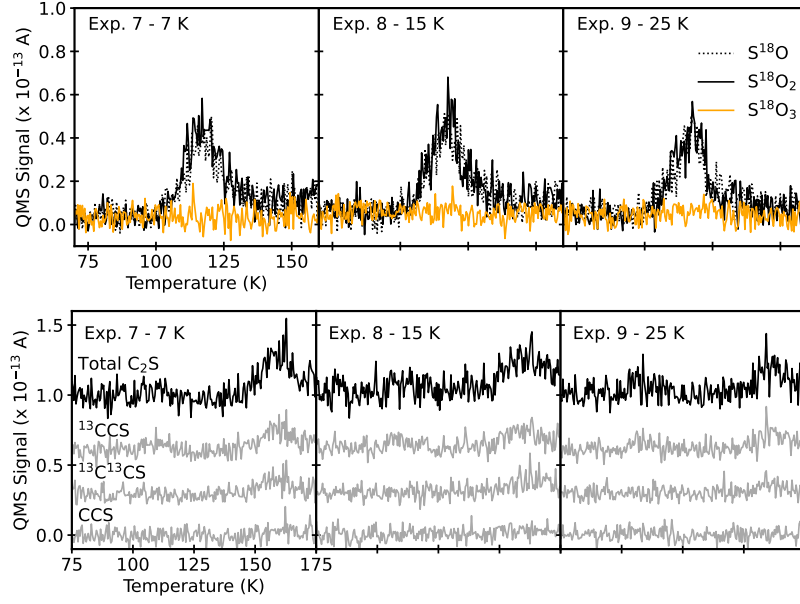 1.0
0.8
0.6
0.4
0.2
0.0
QMS Signal (x 10⁻¹³ A)
Exp. 7 - 7 K
Exp. 8 - 15 K
Exp. 9 - 25 K
S¹⁸O
S¹⁸O₂
S¹⁸O₃
75 100 125 150
Temperature (K)
1.5
1.0
0.5
0.0
QMS Signal (x 10⁻¹³ A)
Exp. 7 - 7 K
Exp. 8 - 15 K
Exp. 9 - 25 K
Total C₂S
¹³CCS
¹³C¹³CS
CCS
75 100 125 150 175
Temperature (K)